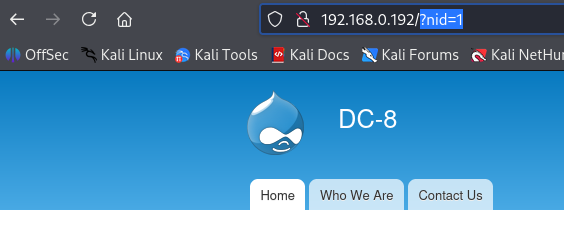 192.168.0.192/?nid=1
OffSec Kali Linux Kali Tools Kali Docs Kali Forums Kali NetHu
DC-8
Home Who We Are Contact Us